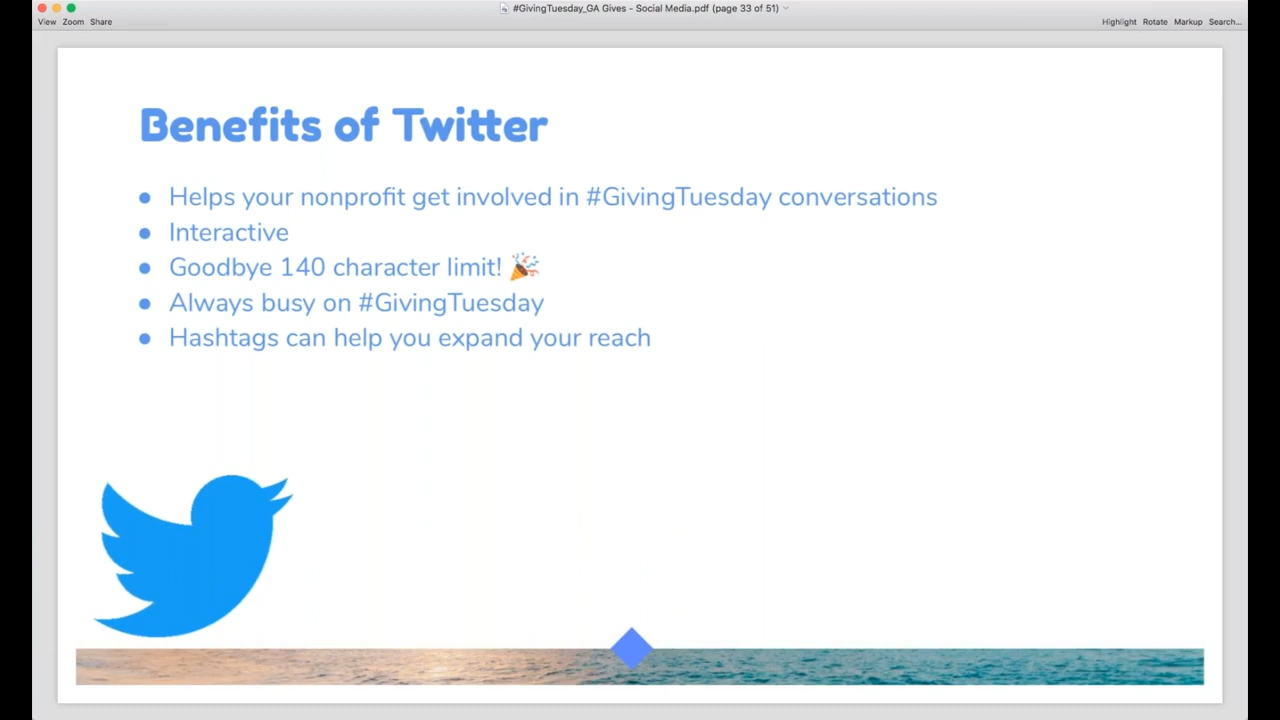 #GivingTuesday_GA Gives - Social Media.pdf (page 33 of 51)
View Zoom Share
Highlight Rotate Markup Search...
Benefits of Twitter
● Helps your nonprofit get involved in #GivingTuesday conversations
● Interactive
● Goodbye 140 character limit! 🎉
● Always busy on #GivingTuesday
● Hashtags can help you expand your reach